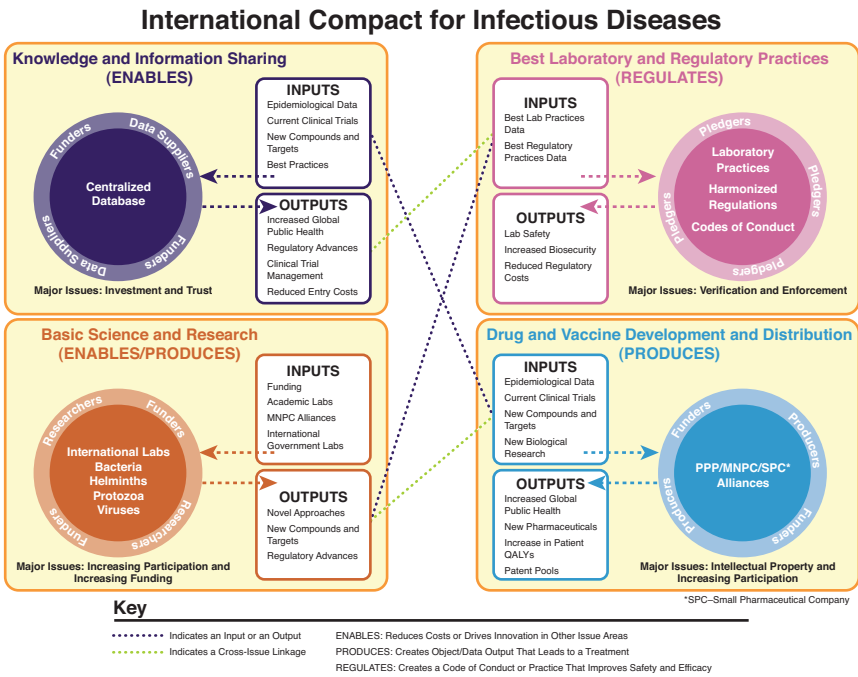 International Compact for Infectious Diseases
Knowledge and Information Sharing
(ENABLES)
Funders
Data Suppliers
Funders
Data Suppliers
Centralized
Database
INPUTS
Epidemiological Data
Current Clinical Trials
New Compounds and
Targets
Best Practices
OUTPUTS
Increased Global
Public Health
Regulatory Advances
Clinical Trial
Management
Reduced Entry Costs
Major Issues: Investment and Trust
Best Laboratory and Regulatory Practices
(REGULATES)
INPUTS
Best Lab Practices
Data
Best Regulatory
Practices Data
OUTPUTS
Lab Safety
Increased Biosecurity
Reduced Regulatory
Costs
Pledgers
Pledgers
Pledgers
Pledgers
Laboratory
Practices
Harmonized
Regulations
Codes of Conduct
Major Issues: Verification and Enforcement
Basic Science and Research
(ENABLES/PRODUCES)
Researchers
Funders
Researchers
Funders
International Labs
Bacteria
Helminths
Protozoa
Viruses
INPUTS
Funding
Academic Labs
MNPC Alliances
International
Government Labs
OUTPUTS
Novel Approaches
New Compounds and
Targets
Regulatory Advances
Major Issues: Increasing Participation and
Increasing Funding
Drug and Vaccine Development and Distribution
(PRODUCES)
INPUTS
Epidemiological Data
Current Clinical Trials
New Compounds and
Targets
New Biological
Research
OUTPUTS
Increased Global
Public Health
New Pharmaceuticals
Increase in Patient
QALYs
Patent Pools
Funders
Producers
Funders
Producers
PPP/MNPC/SPC*
Alliances
Major Issues: Intellectual Property and
Increasing Participation
*SPC–Small Pharmaceutical Company
Key
Indicates an Input or an Output
Indicates a Cross-Issue Linkage
ENABLES: Reduces Costs or Drives Innovation in Other Issue Areas
PRODUCES: Creates Object/Data Output That Leads to a Treatment
REGULATES: Creates a Code of Conduct or Practice That Improves Safety and Efficacy